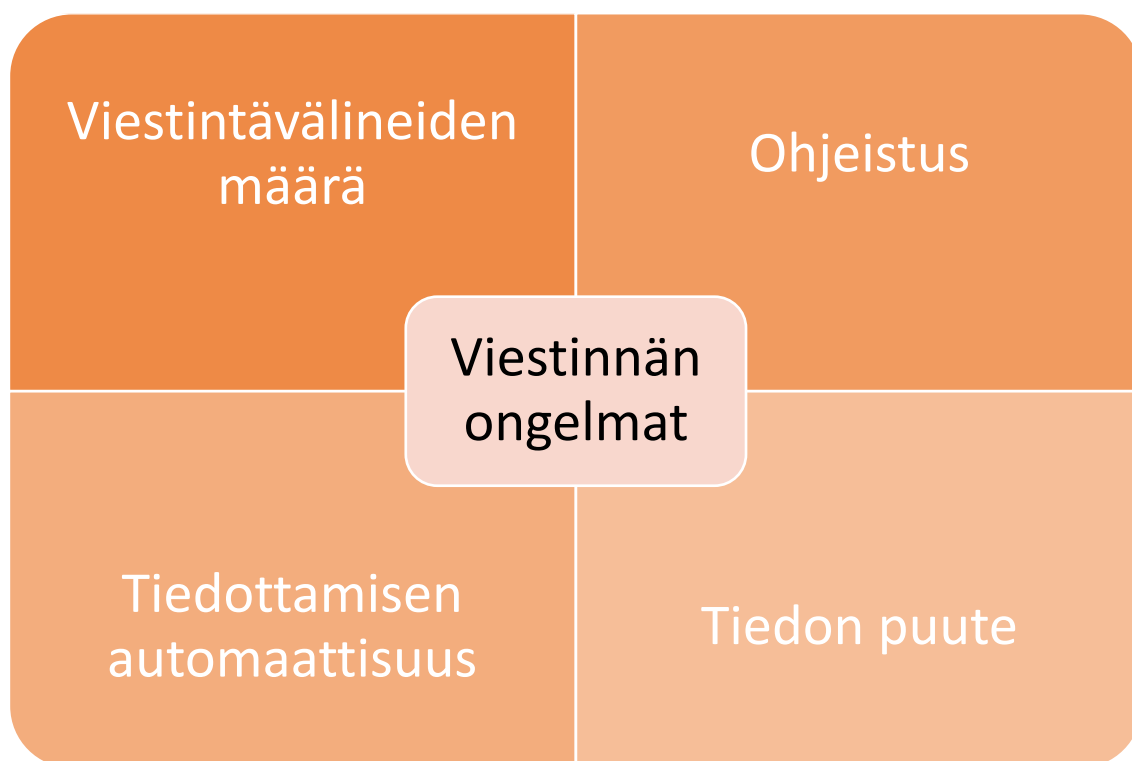 Viestintävälineiden
määrä
Ohjeistus
Viestinnän
ongelmat
Tiedottamisen
automaattisuus
Tiedon puute